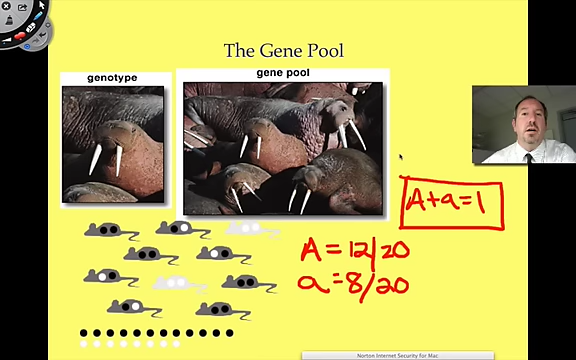 The Gene Pool
genotype
gene pool
A+a=1
A=12/20
a=8/20
Norton Internet Security for Mac